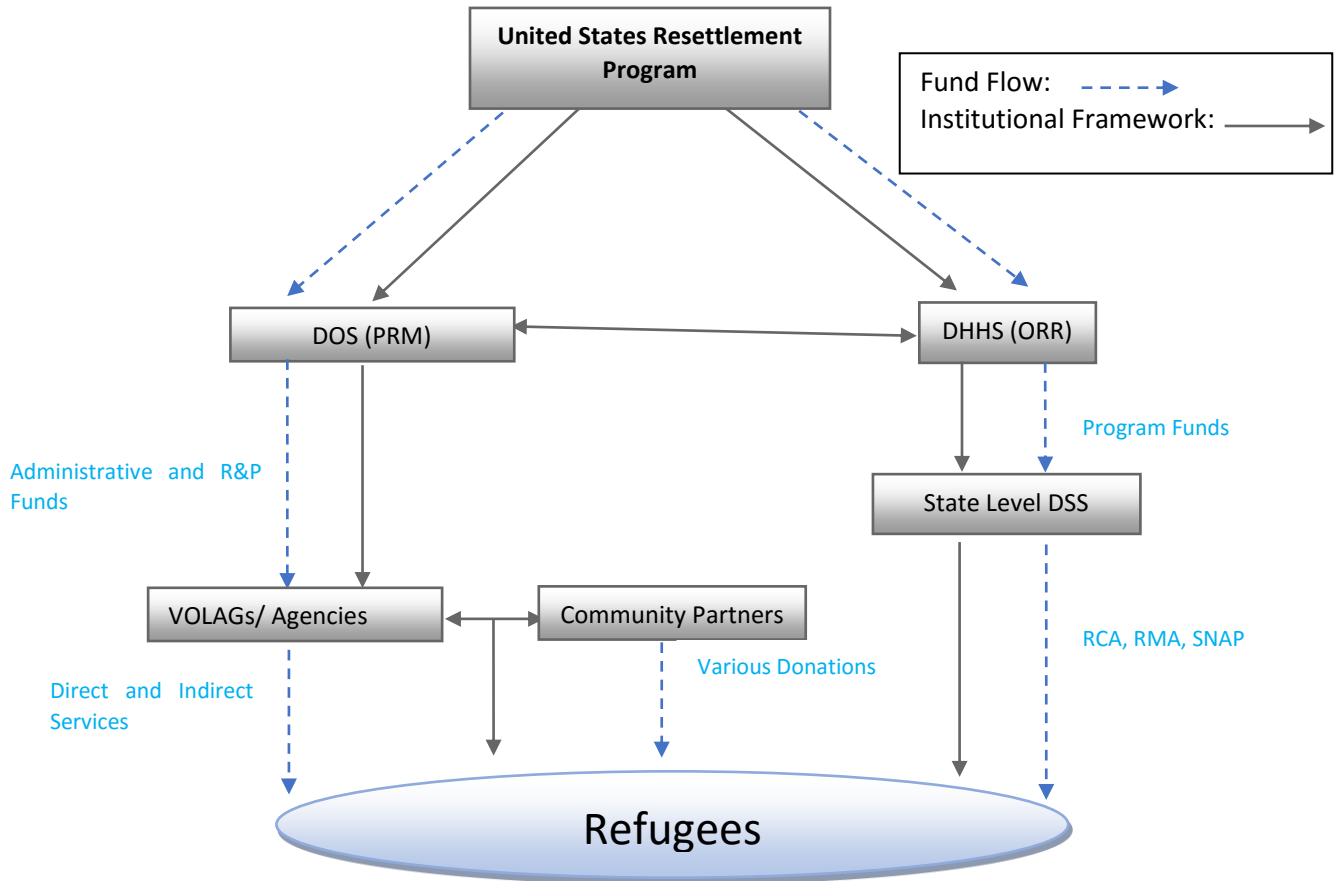 United States Resettlement
Program
Fund Flow:
Institutional Framework:
DOS (PRM)
DHHS (ORR)
Administrative and R&P
Funds
Program Funds
State Level DSS
VOLAGs/ Agencies
Community Partners
Direct and Indirect
Services
Various Donations
RCA, RMA, SNAP
Refugees